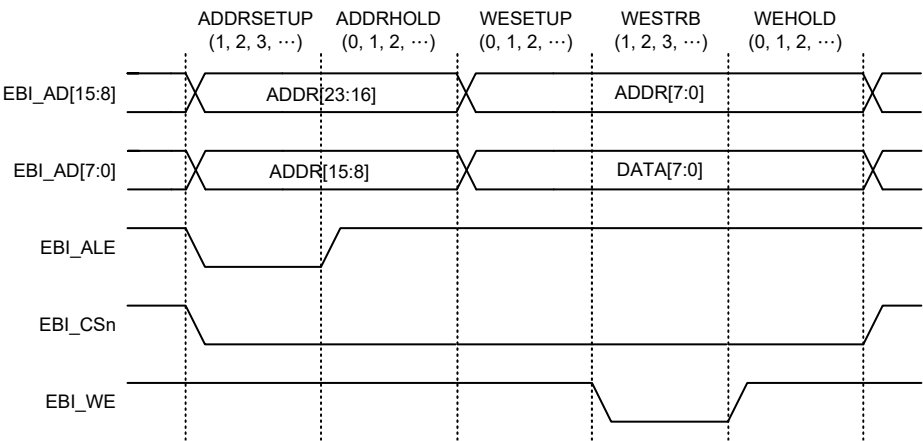 ADDRSETUP ADDRHOLD WESETUP WESTRB WEHOLD
(1, 2, 3, ⋯) (0, 1, 2, ⋯) (0, 1, 2, ⋯) (1, 2, 3, ⋯) (0, 1, 2, ⋯)
EBI_AD[15:8] ADDR[23:16] ADDR[7:0]
EBI_AD[7:0] ADDR[15:8] DATA[7:0]
EBI_ALE
EBI_CSn
EBI_WE